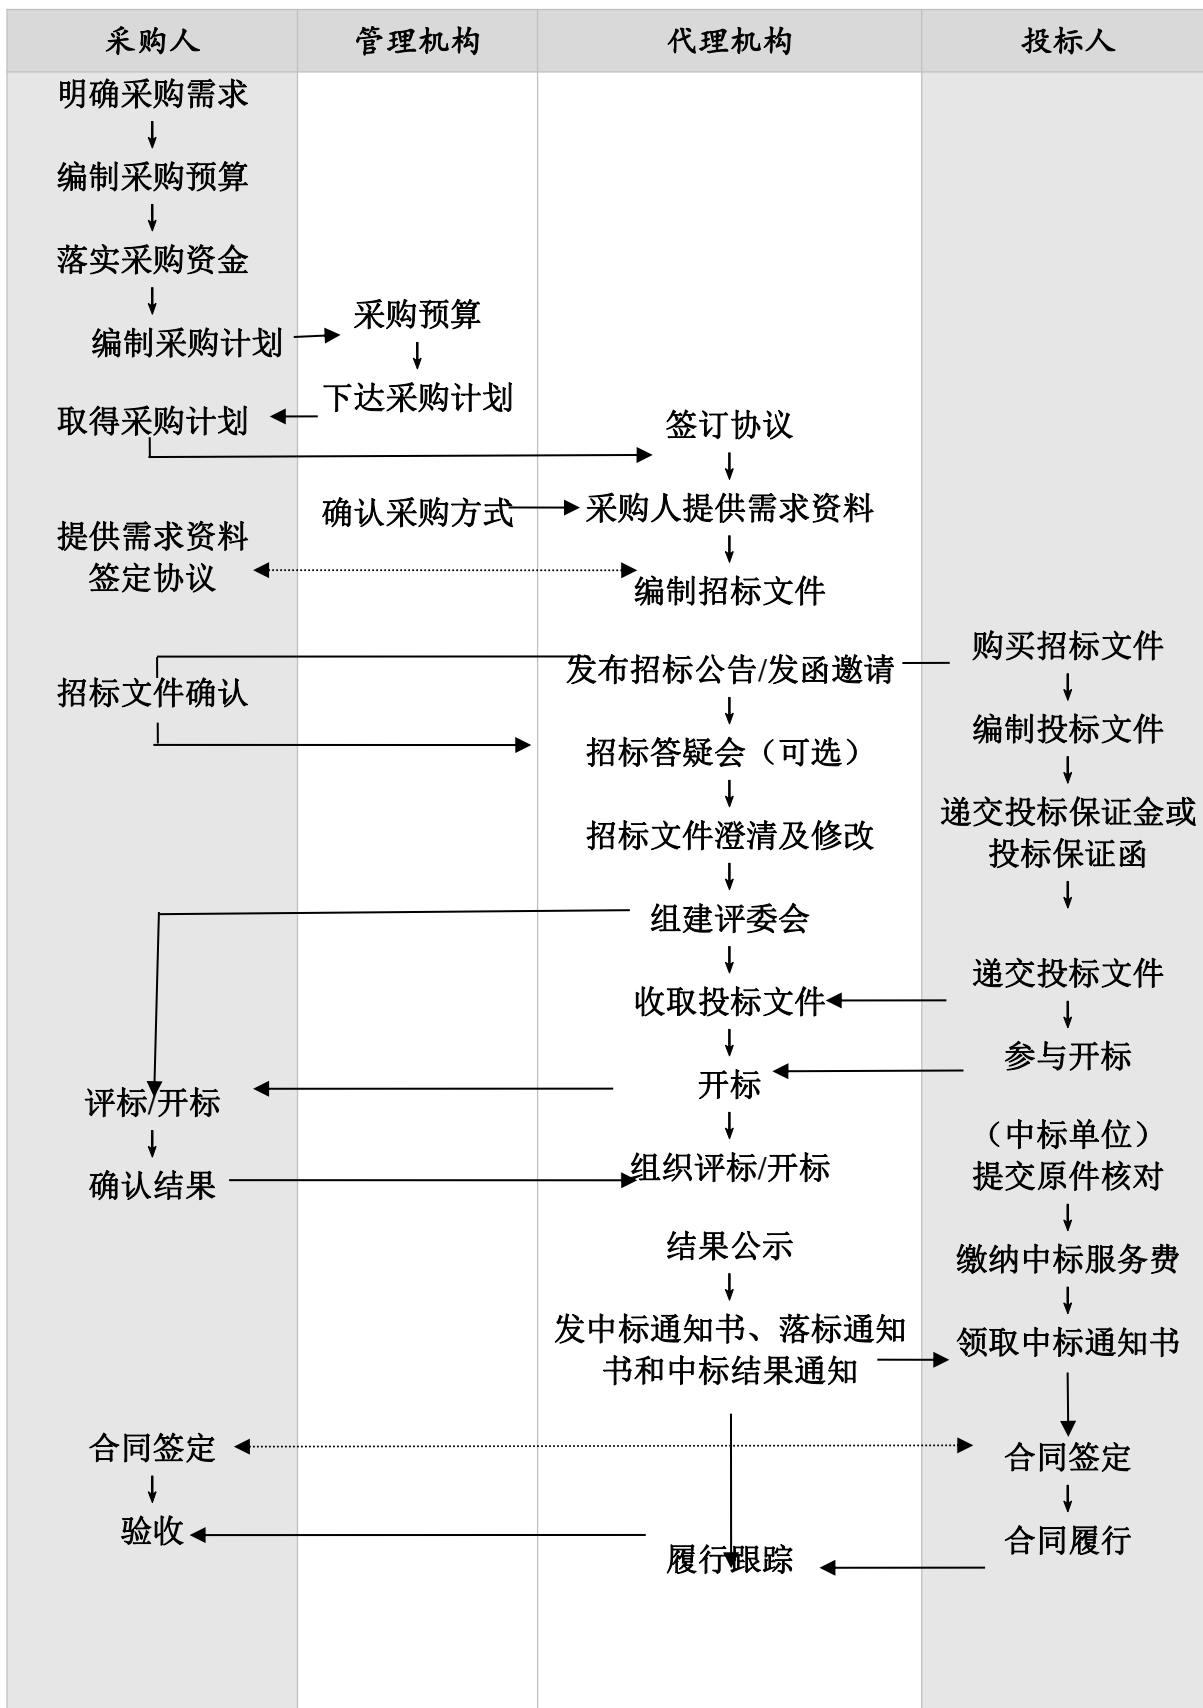 采购人
管理机构
代理机构
投标人
明确采购需求
编制采购预算
落实采购资金
编制采购计划
取得采购计划
提供需求资料
签定协议
招标文件确认
评标/开标
确认结果
合同签定
验收
采购预算
下达采购计划
确认采购方式
签订协议
采购人提供需求资料
编制招标文件
发布招标公告/发函邀请
招标答疑会（可选）
招标文件澄清及修改
组建评委会
收取投标文件
开标
组织评标/开标
结果公示
发中标通知书、落标通知
书和中标结果通知
履行跟踪
购买招标文件
编制投标文件
递交投标保证金或
投标保证函
递交投标文件
参与开标
（中标单位）
提交原件核对
缴纳中标服务费
领取中标通知书
合同签定
合同履行